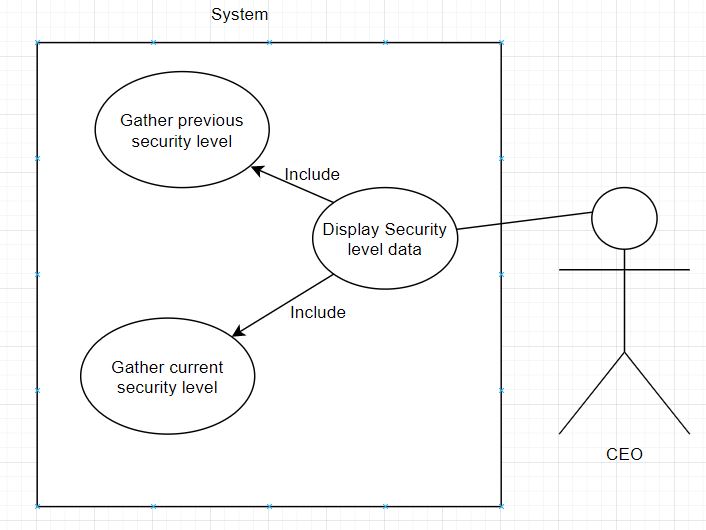 System
Gather previous
security level
Include
Display Security
level data
Include
Gather current
security level
CEO